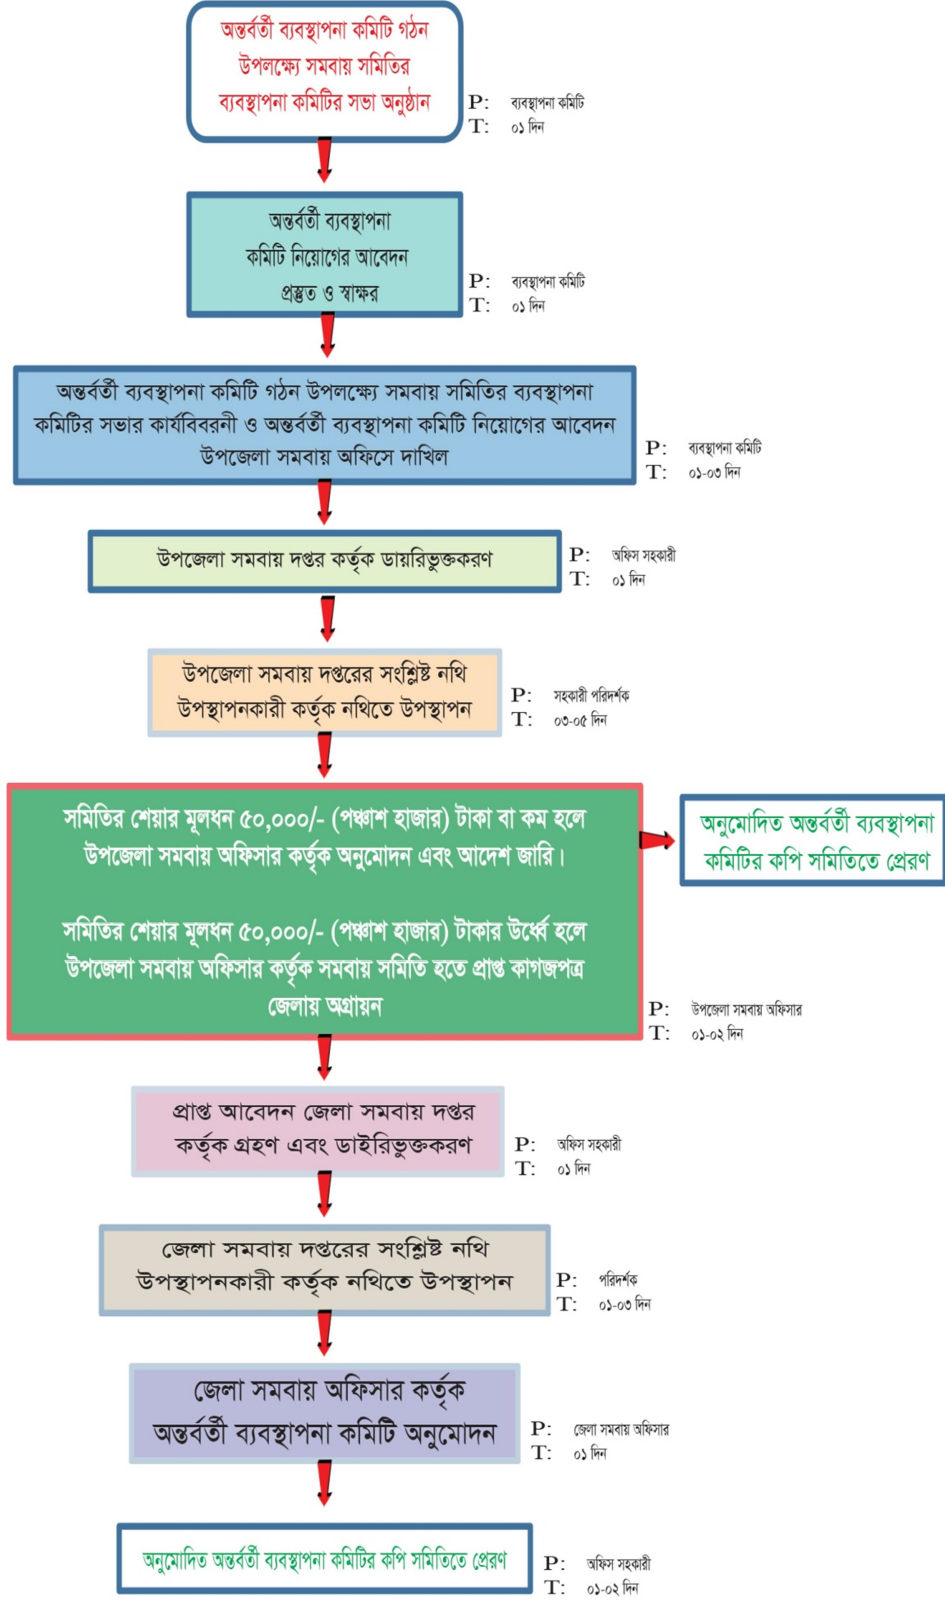 অন্তর্বর্তী ব্যবস্থাপনা কমিটি গঠন
উপলক্ষ্যে সমবায় সমিতির
ব্যবস্থাপনা কমিটির সভা অনুষ্ঠান
P: ব্যবস্থাপনা কমিটি
T: ০১ দিন
অন্তর্বর্তী ব্যবস্থাপনা
কমিটি নিয়োগের আবেদন
প্রস্তুত ও স্বাক্ষর
P: ব্যবস্থাপনা কমিটি
T: ০১ দিন
অন্তর্বর্তী ব্যবস্থাপনা কমিটি গঠন উপলক্ষ্যে সমবায় সমিতির ব্যবস্থাপনা
কমিটির সভার কার্যবিবরনী ও অন্তর্বর্তী ব্যবস্থাপনা কমিটি নিয়োগের আবেদন
উপজেলা সমবায় অফিসে দাখিল
P: ব্যবস্থাপনা কমিটি
T: ০১-০৩ দিন
উপজেলা সমবায় দপ্তর কর্তৃক ডায়রিভুক্তকরণ
P: অফিস সহকারী
T: ০১ দিন
উপজেলা সমবায় দপ্তরের সংশ্লিষ্ট নথি
উপস্থাপনকারী কর্তৃক নথিতে উপস্থাপন
P: সহকারী পরিদর্শক
T: ০৩-০৫ দিন
সমিতির শেয়ার মূলধন ৫০,০০০/- (পঞ্চাশ হাজার) টাকা বা কম হলে
উপজেলা সমবায় অফিসার কর্তৃক অনুমোদন এবং আদেশ জারি।
সমিতির শেয়ার মূলধন ৫০,০০০/- (পঞ্চাশ হাজার) টাকার উর্ধ্বে হলে
উপজেলা সমবায় অফিসার কর্তৃক সমবায় সমিতি হতে প্রাপ্ত কাগজপত্র
জেলায় অগ্রায়ন
P: উপজেলা সমবায় অফিসার
T: ০১-০২ দিন
অনুমোদিত অন্তর্বর্তী ব্যবস্থাপনা
কমিটির কপি সমিতিতে প্রেরণ
প্রাপ্ত আবেদন জেলা সমবায় দপ্তর
কর্তৃক গ্রহণ এবং ডাইরিভুক্তকরণ
P: অফিস সহকারী
T: ০১ দিন
জেলা সমবায় দপ্তরের সংশ্লিষ্ট নথি
উপস্থাপনকারী কর্তৃক নথিতে উপস্থাপন
P: পরিদর্শক
T: ০১-০৩ দিন
জেলা সমবায় অফিসার কর্তৃক
অন্তর্বর্তী ব্যবস্থাপনা কমিটি অনুমোদন
P: জেলা সমবায় অফিসার
T: ০১ দিন
অনুমোদিত অন্তর্বর্তী ব্যবস্থাপনা কমিটির কপি সমিতিতে প্রেরণ
P: অফিস সহকারী
T: ০১-০২ দিন